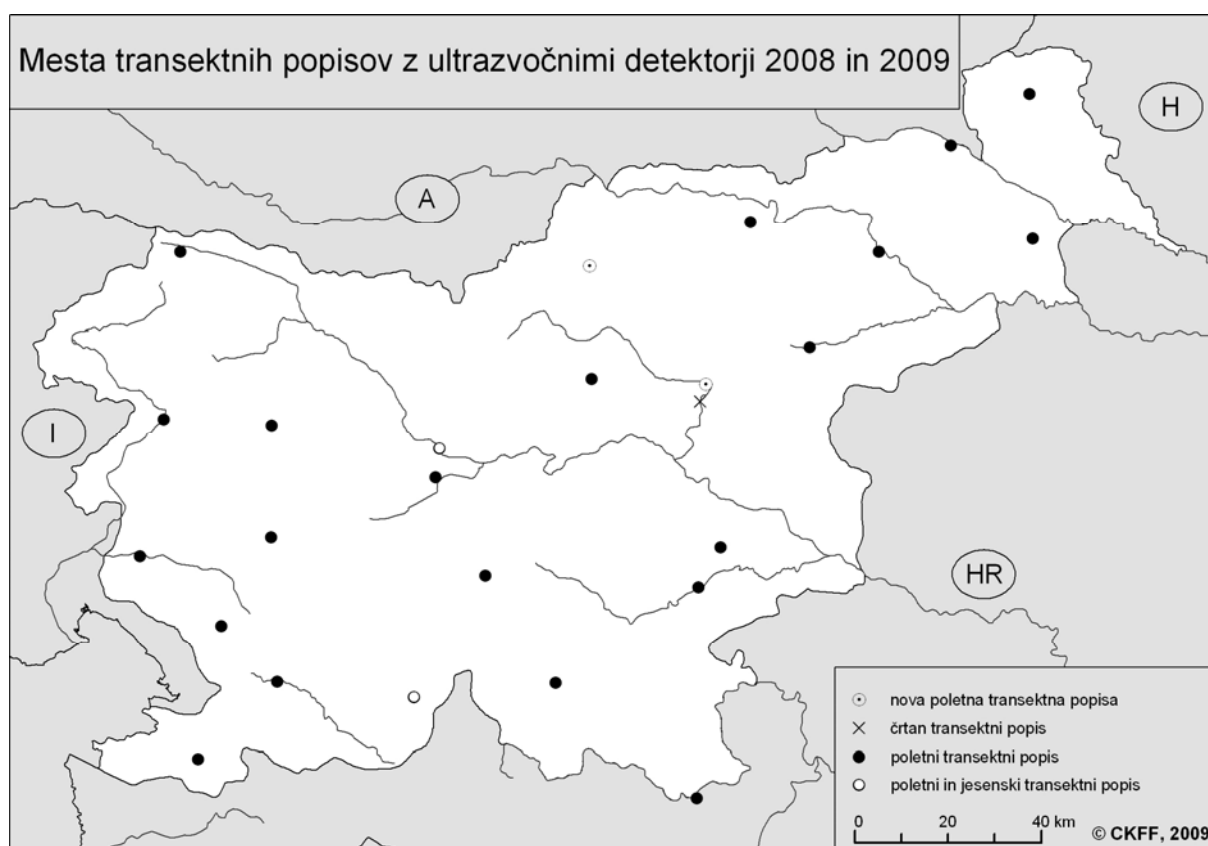 Mesta transektnih popisov z ultrazvočnimi detektorji 2008 in 2009
H
A
I
HR
nova poletna transektna popisa
črtan transektni popis
poletni transektni popis
poletni in jesenski transektni popis
0 20 40 km
© CKFF, 2009